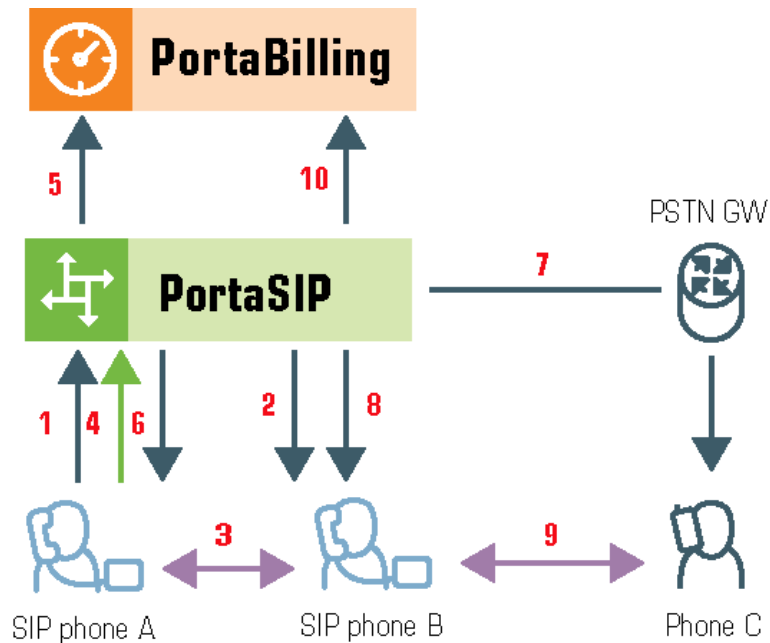 PortaBilling
5
10
PSTN GW
7
PortaSIP
1
4
6
2
8
3
9
SIP phone A
SIP phone B
Phone C